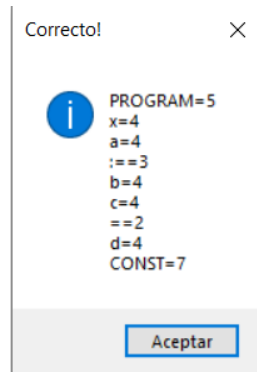 Correcto!
PROGRAM=5
x=4
a=4
:==3
b=4
c=4
==2
d=4
CONST=7
Aceptar